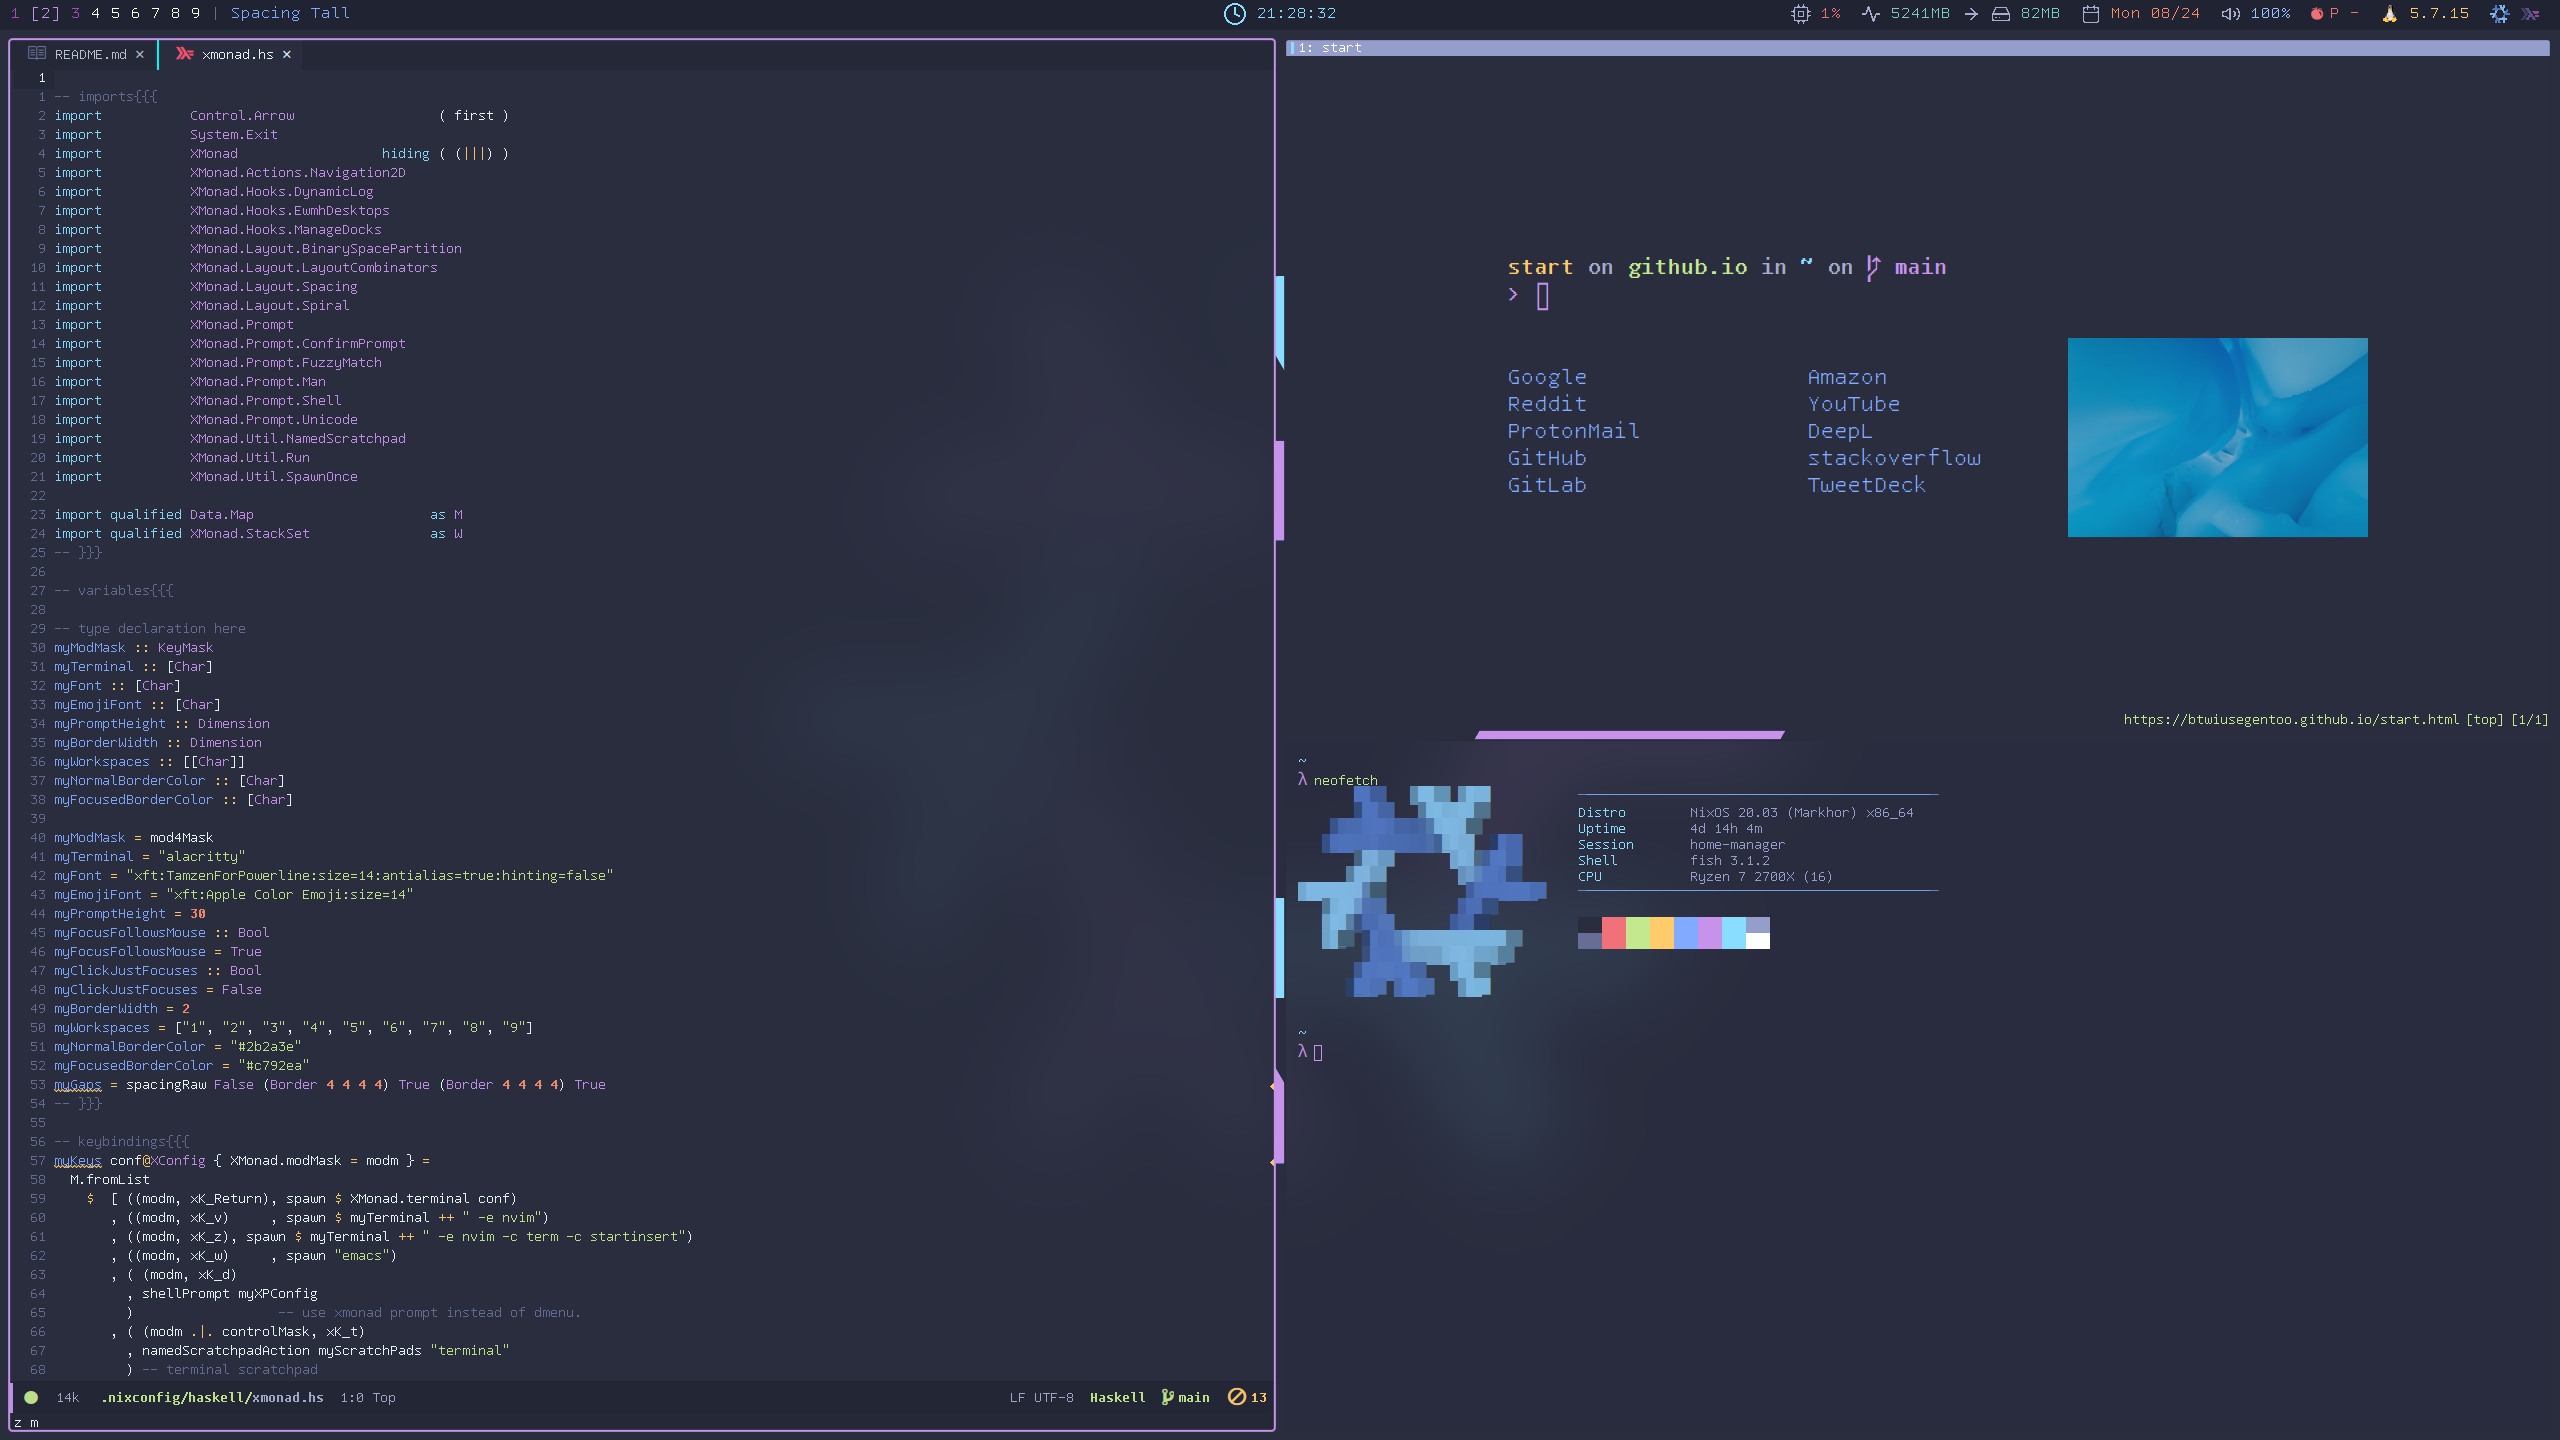 1 [2] 3 4 5 6 7 8 9 | Spacing Tall
21:28:32
1% 5241MB → 82MB Mon 08/24 100% P - 5.7.15
README.md × xmonad.hs ×
1
1 -- imports{{{
2 import Control.Arrow ( first )
3 import System.Exit
4 import XMonad hiding ( (|||) )
5 import XMonad.Actions.Navigation2D
6 import XMonad.Hooks.DynamicLog
7 import XMonad.Hooks.EwmhDesktops
8 import XMonad.Hooks.ManageDocks
9 import XMonad.Layout.BinarySpacePartition
10 import XMonad.Layout.LayoutCombinators
11 import XMonad.Layout.Spacing
12 import XMonad.Layout.Spiral
13 import XMonad.Prompt
14 import XMonad.Prompt.ConfirmPrompt
15 import XMonad.Prompt.FuzzyMatch
16 import XMonad.Prompt.Man
17 import XMonad.Prompt.Shell
18 import XMonad.Prompt.Unicode
19 import XMonad.Util.NamedScratchpad
20 import XMonad.Util.Run
21 import XMonad.Util.SpawnOnce
22
23 import qualified Data.Map as M
24 import qualified XMonad.StackSet as W
25 -- }}}
26
27 -- variables{{{
28
29 -- type declaration here
30 myModMask :: KeyMask
31 myTerminal :: [Char]
32 myFont :: [Char]
33 myEmojiFont :: [Char]
34 myPromptHeight :: Dimension
35 myBorderWidth :: Dimension
36 myWorkspaces :: [[Char]]
37 myNormalBorderColor :: [Char]
38 myFocusedBorderColor :: [Char]
39
40 myModMask = mod4Mask
41 myTerminal = "alacritty"
42 myFont = "xft:TamzenForPowerline:size=14:antialias=true:hinting=false"
43 myEmojiFont = "xft:Apple Color Emoji:size=14"
44 myPromptHeight = 30
45 myFocusFollowsMouse :: Bool
46 myFocusFollowsMouse = True
47 myClickJustFocuses :: Bool
48 myClickJustFocuses = False
49 myBorderWidth = 2
50 myWorkspaces = ["1", "2", "3", "4", "5", "6", "7", "8", "9"]
51 myNormalBorderColor = "#2b2a3e"
52 myFocusedBorderColor = "#c792ea"
53 myGaps = spacingRaw False (Border 4 4 4 4) True (Border 4 4 4 4) True
54 -- }}}
55
56 -- keybindings{{{
57 myKeys conf@XConfig { XMonad.modMask = modm } =
58 M.fromList
59 $ [ ((modm, xK_Return), spawn $ XMonad.terminal conf)
60 , ((modm, xK_v) , spawn $ myTerminal ++ " -e nvim")
61 , ((modm, xK_z), spawn $ myTerminal ++ " -e nvim -c term -c startinsert")
62 , ((modm, xK_w) , spawn "emacs")
63 , ( (modm, xK_d)
64 , shellPrompt myXPConfig
65 ) -- use xmonad prompt instead of dmenu.
66 , ( (modm .|. controlMask, xK_t)
67 , namedScratchpadAction myScratchPads "terminal"
68 ) -- terminal scratchpad
14k .nixconfig/haskell/xmonad.hs 1:0 Top LF UTF-8 Haskell main 13
z m
1: start
start on github.io in ~ on main
>
Google Amazon
Reddit YouTube
ProtonMail DeepL
GitHub stackoverflow
GitLab TweetDeck
https://btwiusegentoo.github.io/start.html [top] [1/1]
~
λ neofetch
Distro NixOS 20.03 (Markhor) x86_64
Uptime 4d 14h 4m
Session home-manager
Shell fish 3.1.2
CPU Ryzen 7 2700X (16)
~
λ